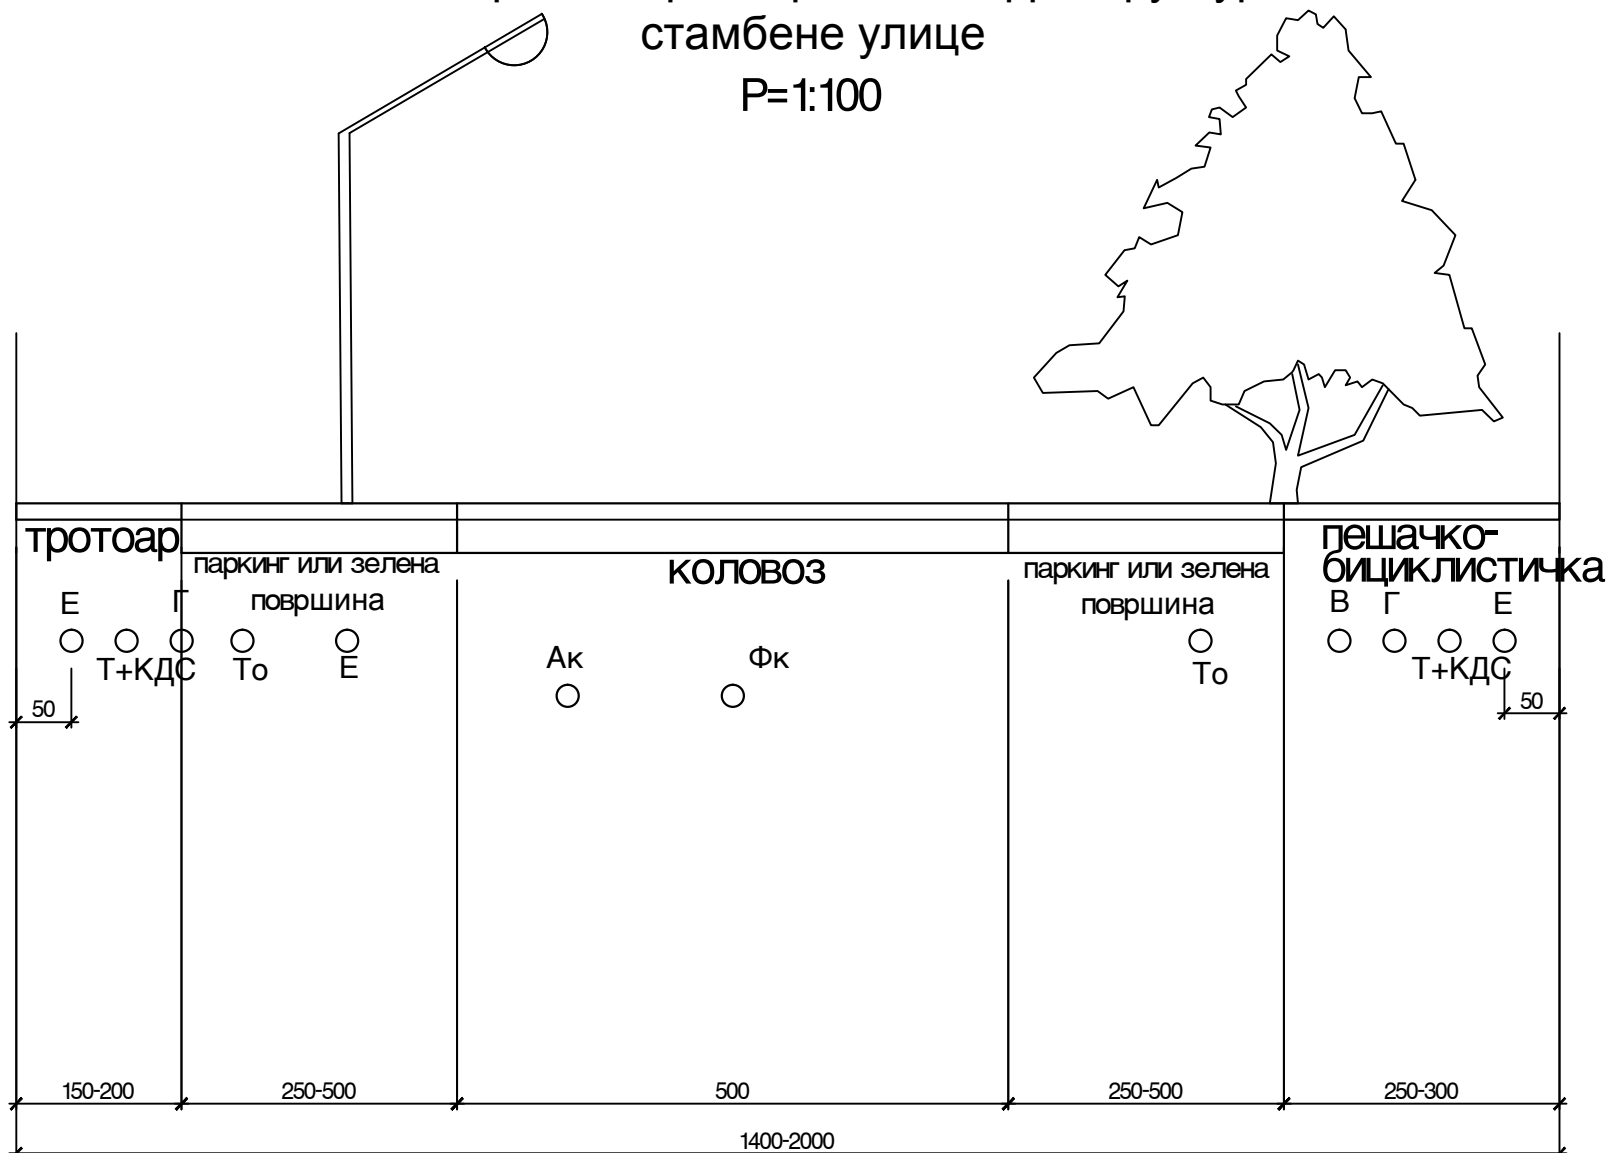 стамбене улице
Р=1:100
тротоар
паркинг или зелена
површина
коловоз
паркинг или зелена
површина
пешачко-
бициклистичка
Е
Г
Т+КДС
То
Е
Ак
Фк
То
В
Г
Е
Т+КДС
50
50
150-200
250-500
500
250-500
250-300
1400-2000